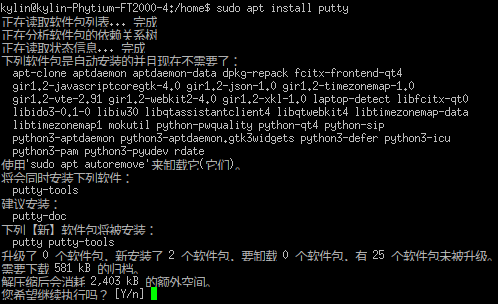 kylin@kylin-Phytium-FT2000-4:/home$ sudo apt install putty
正在读取软件包列表... 完成
正在分析软件包的依赖关系树
正在读取状态信息... 完成
下列软件包是自动安装的并且现在不需要了：
apt-clone aptdaemon aptdaemon-data dpkg-repack fcitx-frontend-qt4
gir1.2-javascriptcoregtk-4.0 gir1.2-json-1.0 gir1.2-timezonemap-1.0
gir1.2-vte-2.91 gir1.2-webkit2-4.0 gir1.2-xkl-1.0 laptop-detect libfcitx-qt0
libido3-0.1-0 libiw30 libqtassistantclient4 libqtwebkit4 libtimezonemap-data
libtimezonemap1 mokutil python-pwquality python-qt4 python-sip
python3-aptdaemon python3-aptdaemon.gtk3widgets python3-defer python3-icu
python3-pam python3-pyudev rdate
使用'sudo apt autoremove'来卸载它(它们)。
将会同时安装下列软件：
putty-tools
建议安装：
putty-doc
下列【新】软件包将被安装：
putty putty-tools
升级了 0 个软件包，新安装了 2 个软件包，要卸载 0 个软件包，有 25 个软件包未被升级。
需要下载 581 kB 的归档。
解压缩后会消耗 2,403 kB 的额外空间。
您希望继续执行吗？ [Y/n]